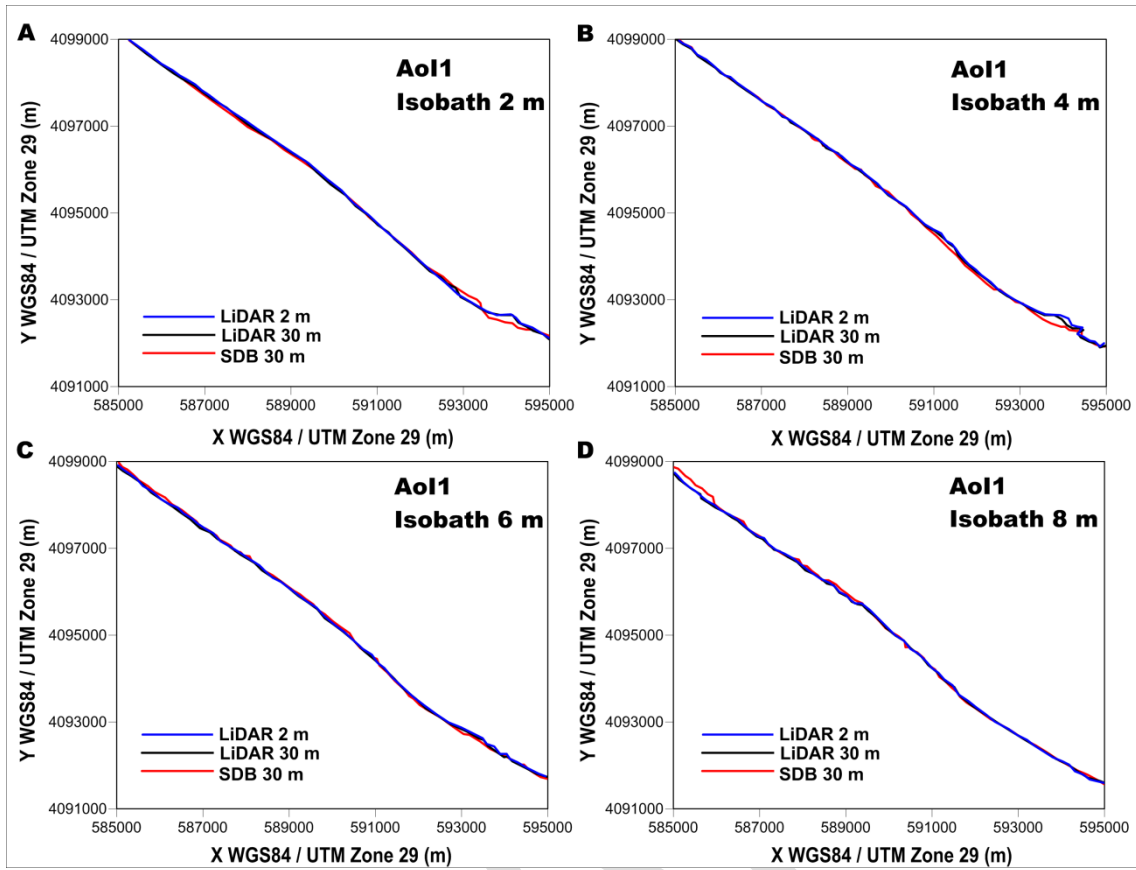 A
AoI1
Isobath 2 m
Y WGS84 / UTM Zone 29 (m)
4099000
4097000
4095000
4093000
4091000
LiDAR 2 m
LiDAR 30 m
SDB 30 m
585000 587000 589000 591000 593000 595000
X WGS84 / UTM Zone 29 (m)
B
AoI1
Isobath 4 m
Y WGS84 / UTM Zone 29 (m)
4099000
4097000
4095000
4093000
4091000
LiDAR 2 m
LiDAR 30 m
SDB 30 m
585000 587000 589000 591000 593000 595000
X WGS84 / UTM Zone 29 (m)
C
AoI1
Isobath 6 m
Y WGS84 / UTM Zone 29 (m)
4099000
4097000
4095000
4093000
4091000
LiDAR 2 m
LiDAR 30 m
SDB 30 m
585000 587000 589000 591000 593000 595000
X WGS84 / UTM Zone 29 (m)
D
AoI1
Isobath 8 m
Y WGS84 / UTM Zone 29 (m)
4099000
4097000
4095000
4093000
4091000
LiDAR 2 m
LiDAR 30 m
SDB 30 m
585000 587000 589000 591000 593000 595000
X WGS84 / UTM Zone 29 (m)